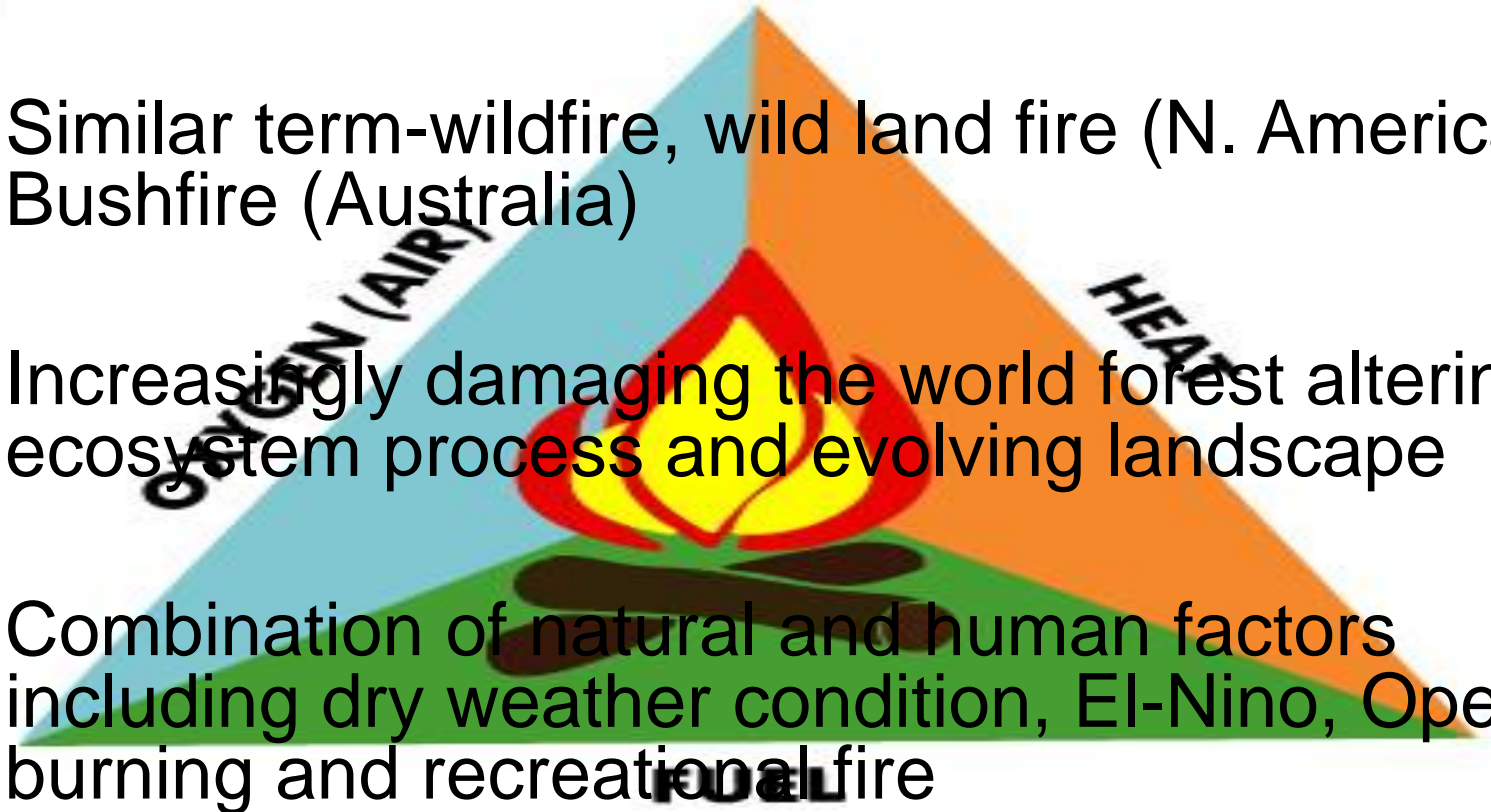 Similar term-wildfire, wild land fire (N. America
Bushfire (Australia)
OXYGEN (AIR)
HEAT
Increasingly damaging the world forest alterin
ecosystem process and evolving landscape
Combination of natural and human factors
including dry weather condition, El-Nino, Ope
burning and recreational fire
FUEL